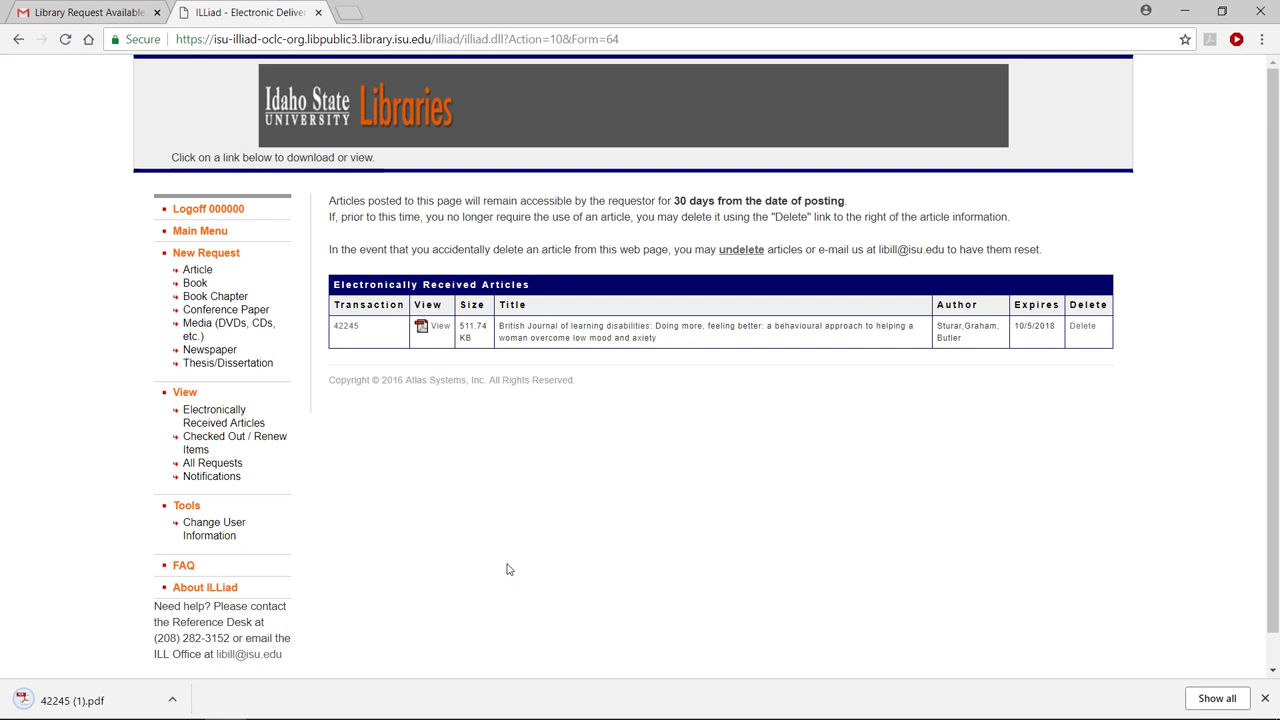 Library Request Available
ILLiad - Electronic Deliver
Secure
https://isu-illiad-oclc-org.libpublic3.library.isu.edu/illiad/illiad.dll?Action=10&Form=64
Idaho State
UNIVERSITY
Libraries
Click on a link below to download or view.
Logoff 000000
Main Menu
New Request
Article
Book
Book Chapter
Conference Paper
Media (DVDs, CDs,
etc.)
Newspaper
Thesis/Dissertation
View
Electronically
Received Articles
Checked Out / Renew
Items
All Requests
Notifications
Tools
Change User
Information
FAQ
About ILLiad
Need help? Please contact
the Reference Desk at
(208) 282-3152 or email the
ILL Office at libill@isu.edu
Articles posted to this page will remain accessible by the requestor for 30 days from the date of posting.
If, prior to this time, you no longer require the use of an article, you may delete it using the "Delete" link to the right of the article information.
In the event that you accidentally delete an article from this web page, you may undelete articles or e-mail us at libill@isu.edu to have them reset.
Electronically Received Articles
Transaction View Size Title Author Expires Delete
42245 View 511.74 British Journal of learning disabilities: Doing more, feeling better: a behavioural approach to helping a Sturar,Graham, 10/5/2018 Delete
KB woman overcome low mood and axiety Butler
Copyright © 2016 Atlas Systems, Inc. All Rights Reserved.
42245 (1).pdf
Show all